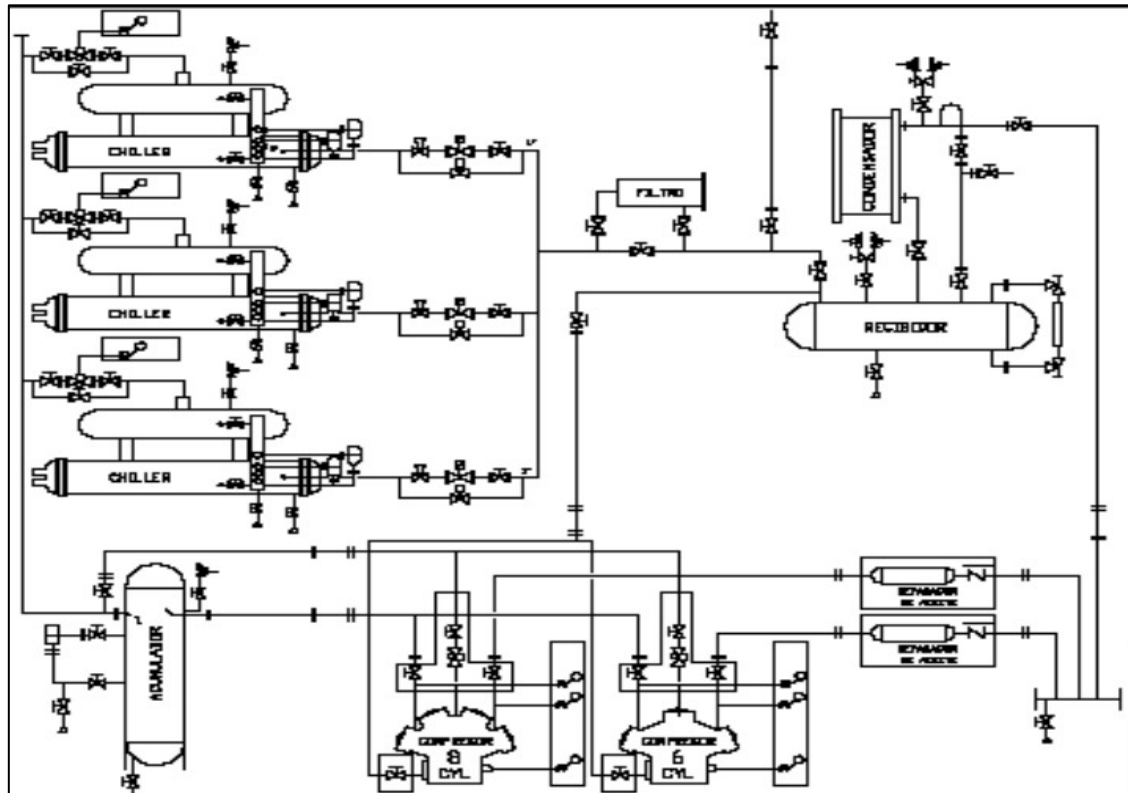 CHILLER
CHILLER
CHILLER
FILTRO
CONDENSADOR
RECIBIDOR
ACUMULADOR
SEPARADOR
DE ACEITE
SEPARADOR
DE ACEITE
COMPRESOR
8
CYL
COMPRESOR
6
CYL